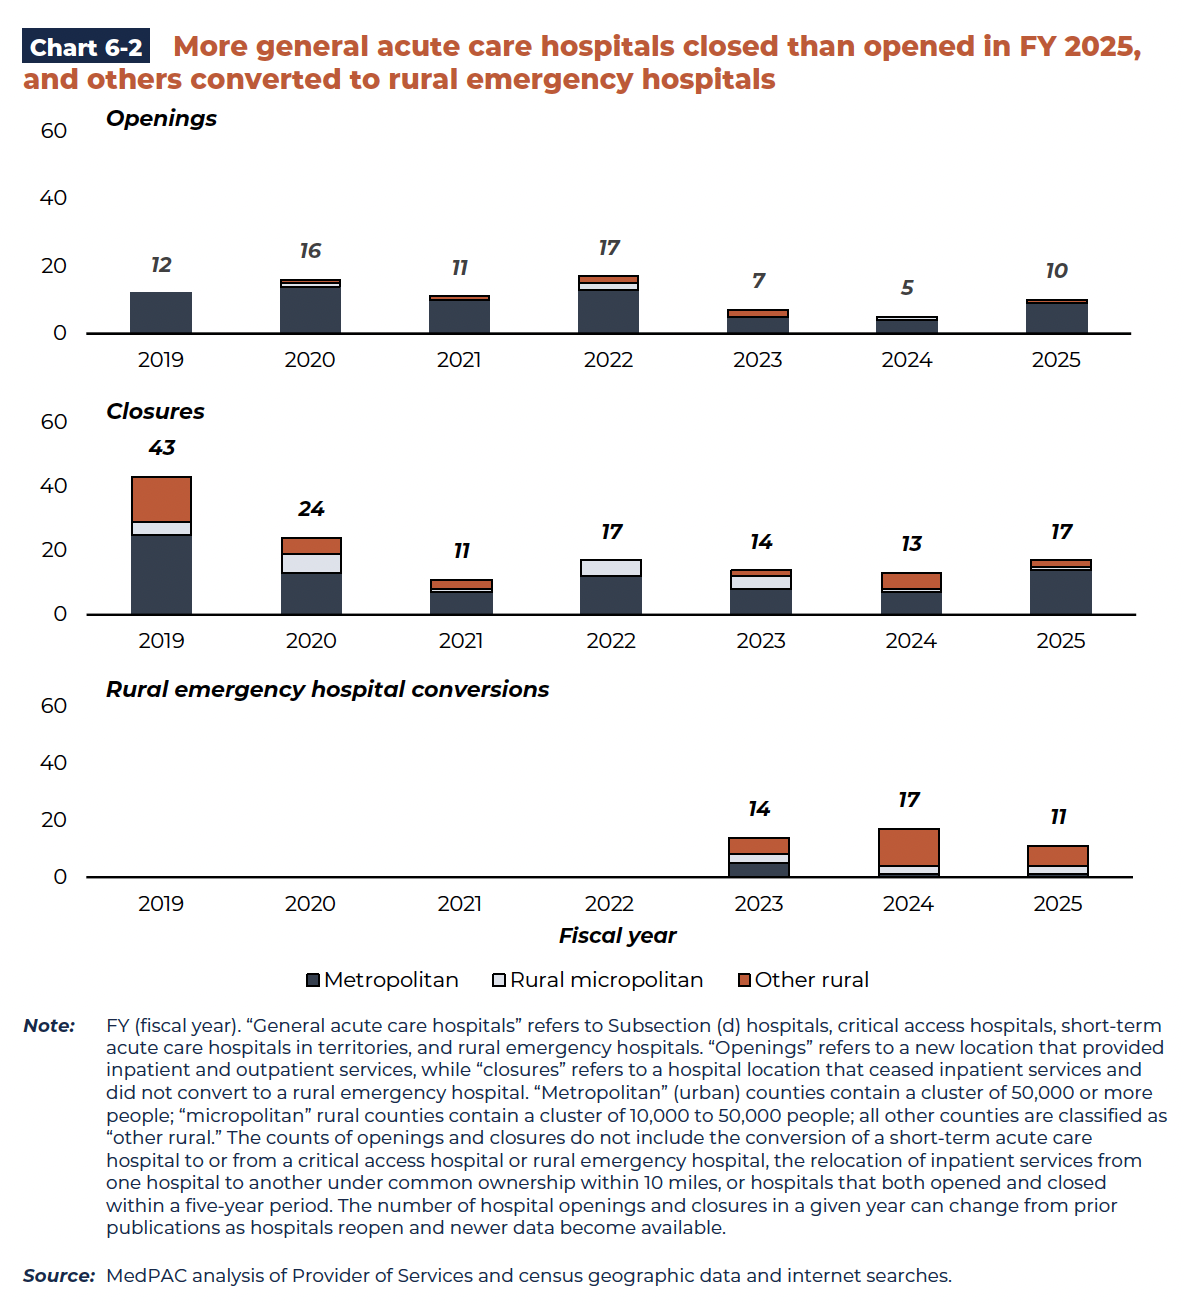 Chart 6-2 More general acute care hospitals closed than opened in FY 2025,
and others converted to rural emergency hospitals
Openings
60
40
20
0
12
16
11
17
7
5
10
2019 2020 2021 2022 2023 2024 2025
Closures
60
40
20
0
43
24
11
17
14
13
17
2019 2020 2021 2022 2023 2024 2025
Rural emergency hospital conversions
60
40
20
0
14
17
11
2019 2020 2021 2022 2023 2024 2025
Fiscal year
Metropolitan Rural micropolitan Other rural
Note: FY (fiscal year). “General acute care hospitals” refers to Subsection (d) hospitals, critical access hospitals, short-term
acute care hospitals in territories, and rural emergency hospitals. “Openings” refers to a new location that provided
inpatient and outpatient services, while “closures” refers to a hospital location that ceased inpatient services and
did not convert to a rural emergency hospital. “Metropolitan” (urban) counties contain a cluster of 50,000 or more
people; “micropolitan” rural counties contain a cluster of 10,000 to 50,000 people; all other counties are classified as
“other rural.” The counts of openings and closures do not include the conversion of a short-term acute care
hospital to or from a critical access hospital or rural emergency hospital, the relocation of inpatient services from
one hospital to another under common ownership within 10 miles, or hospitals that both opened and closed
within a five-year period. The number of hospital openings and closures in a given year can change from prior
publications as hospitals reopen and newer data become available.
Source: MedPAC analysis of Provider of Services and census geographic data and internet searches.